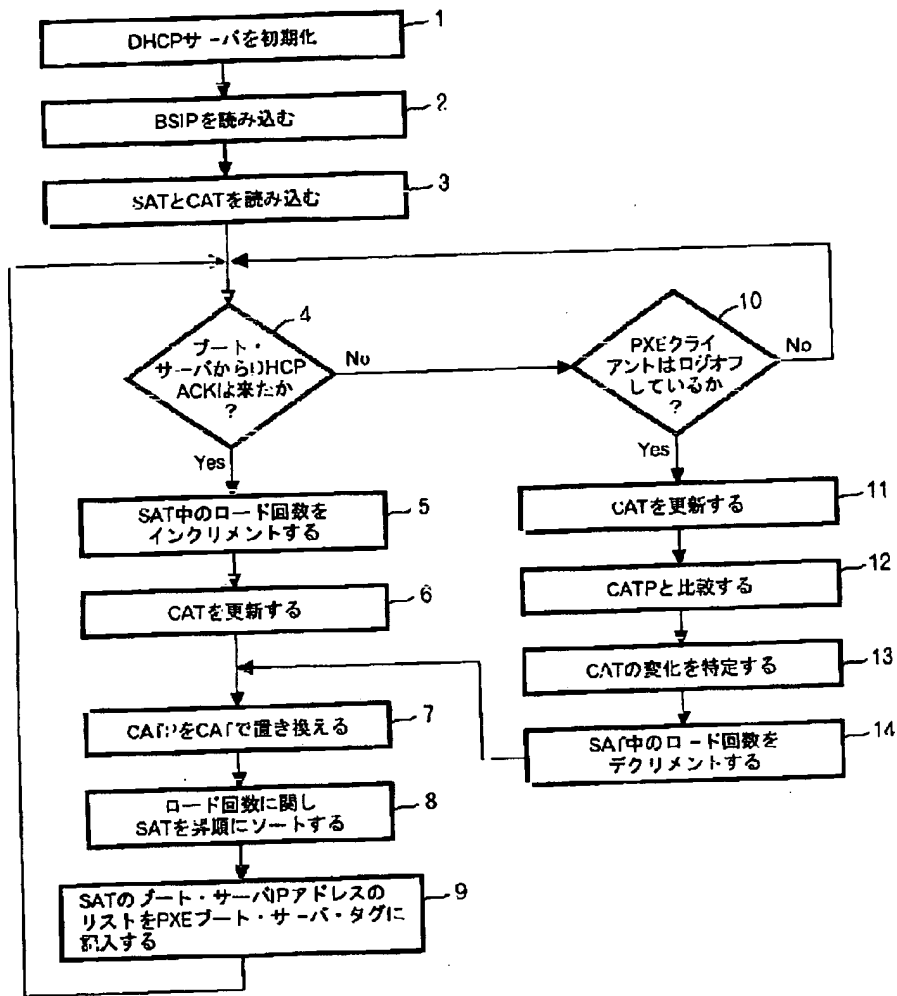 1
DHCPサーバを初期化
2
BSIPを読み込む
3
SATとCATを読み込む
4
ブート・
サーバからDHCP
ACKは来たか
?
No
Yes
10
PXEクライ
アントはログオフ
しているか
?
No
Yes
5
SAT中のロード回数を
インクリメントする
6
CATを更新する
7
CATPをCATで置き換える
8
ロード回数に関し
SATを昇順にソートする
9
SATのブート・サーバIPアドレスの
リストをPXEブート・サーバ・タグに
記入する
11
CATを更新する
12
CATPと比較する
13
CATの変化を特定する
14
SAT中のロード回数を
デクリメントする